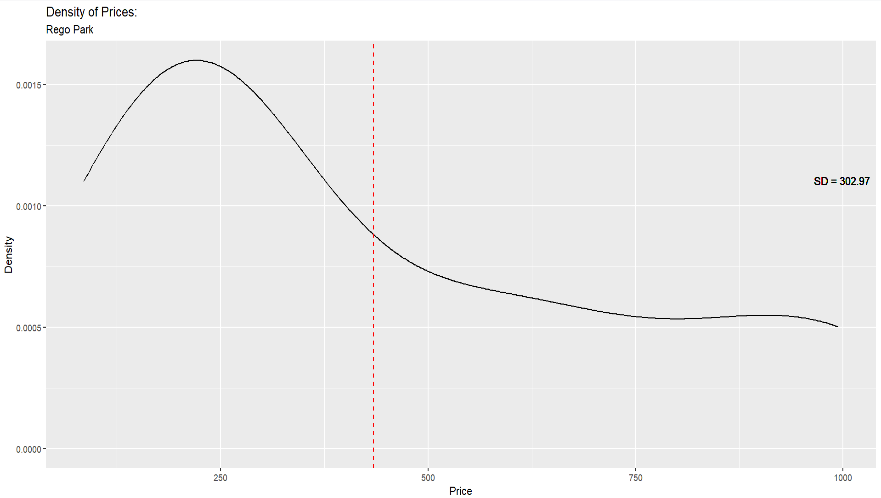 Density of Prices:
Rego Park
0.0015
SD = 302.97
0.0010
Density
0.0005
0.0000
250
500
750
1000
Price